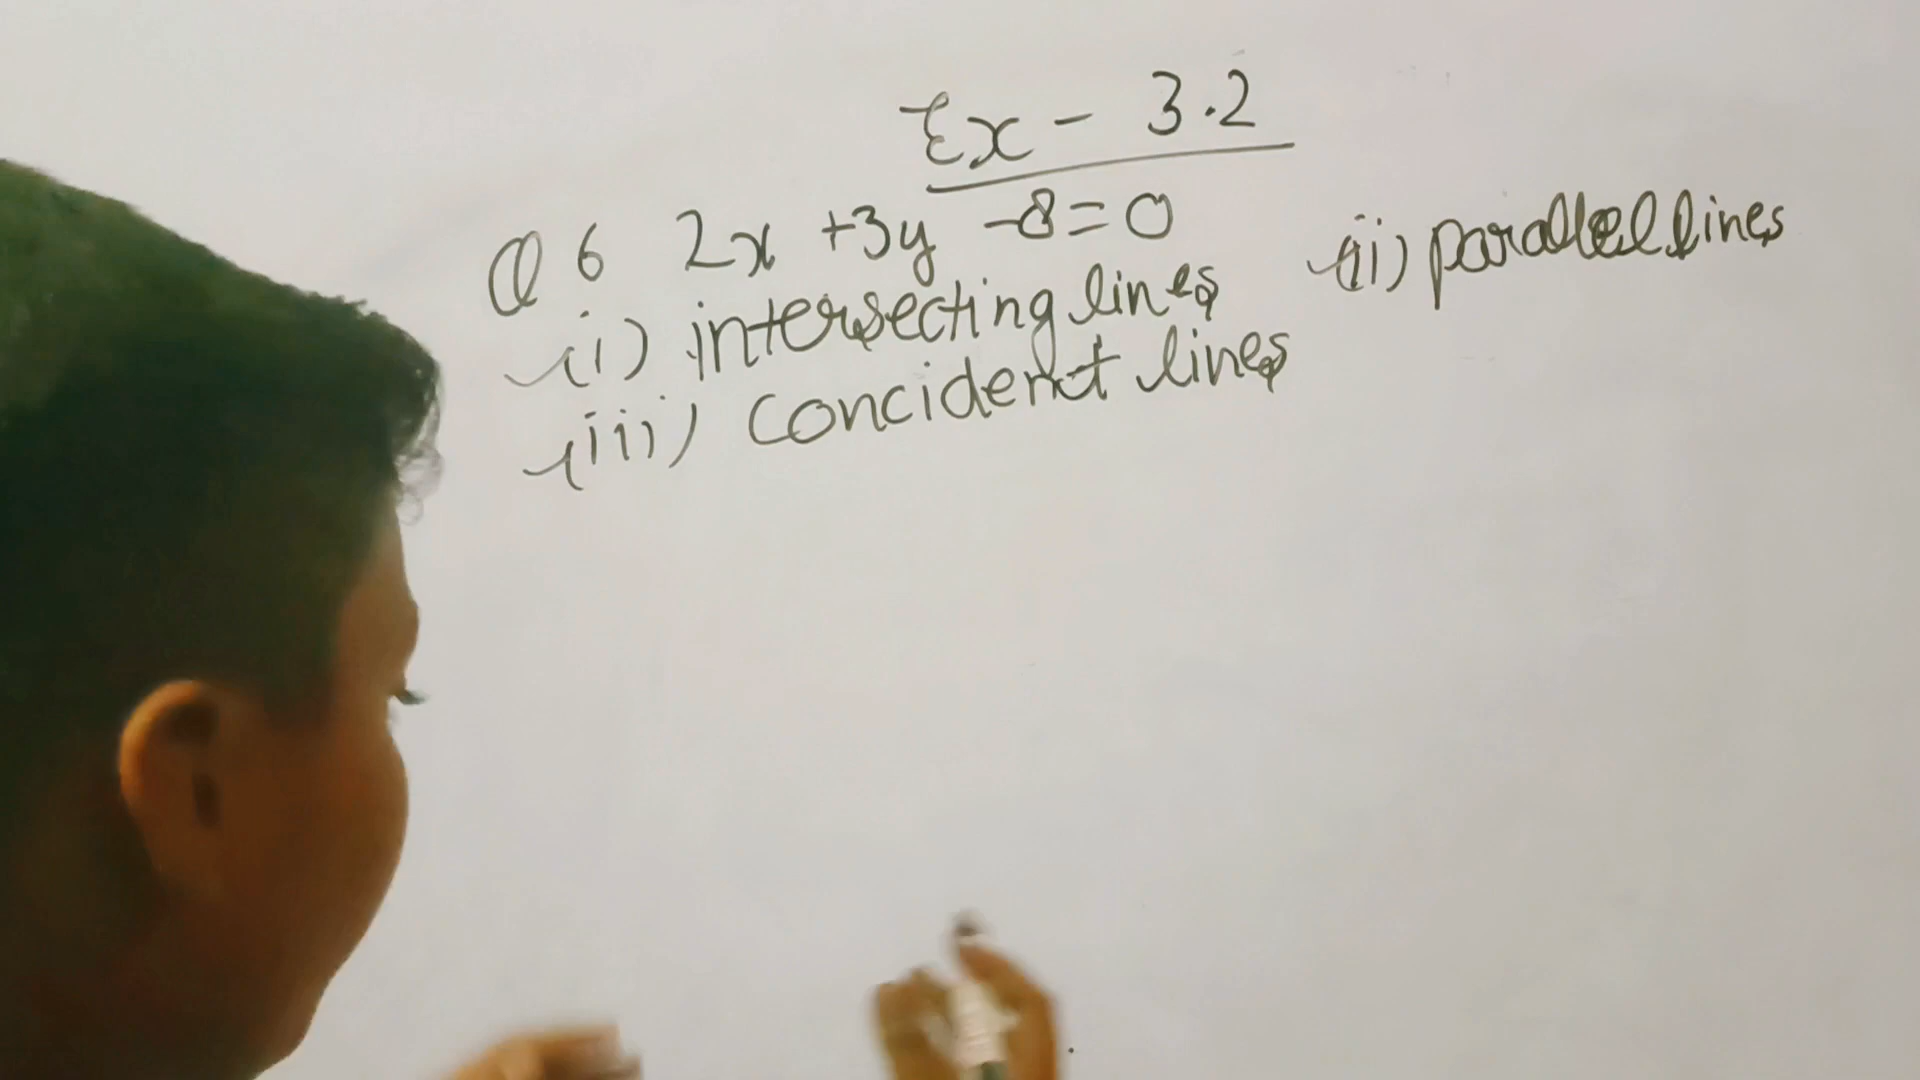 Ex - 3.2
Q 6 2x +3y -8=0
(i) intersecting lines (ii) parallel lines
(iii) Concident lines